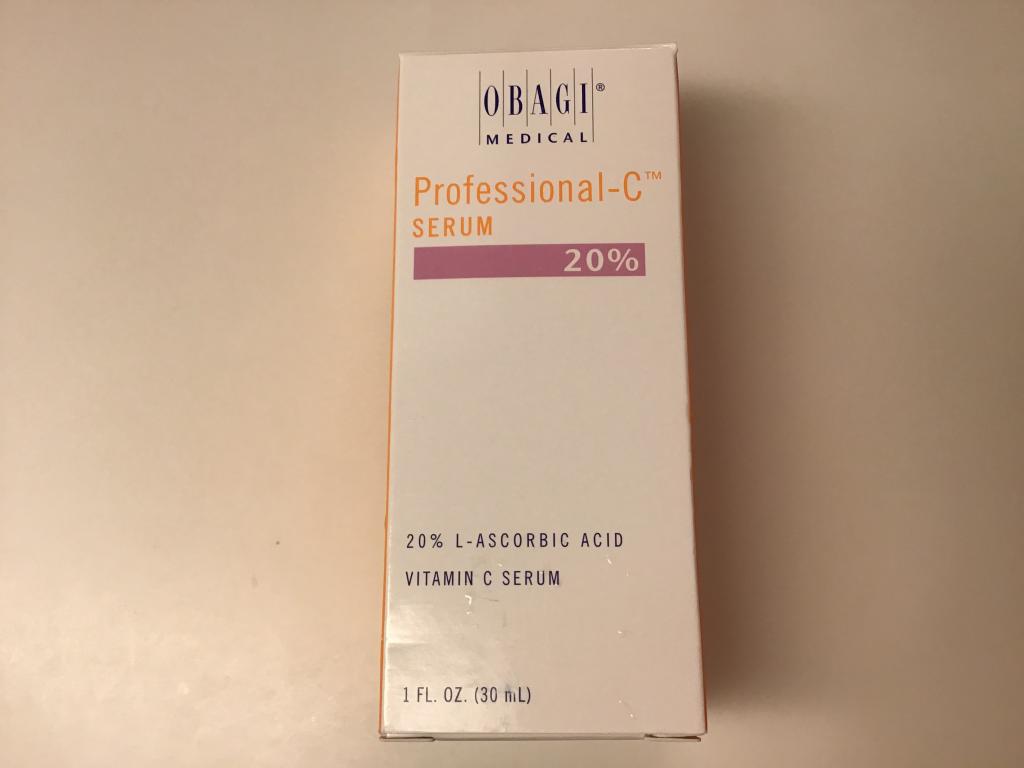 OBAGI®
MEDICAL
Professional-C™
SERUM
20%
20% L-ASCORBIC ACID
VITAMIN C SERUM
1 FL. OZ. (30 mL)